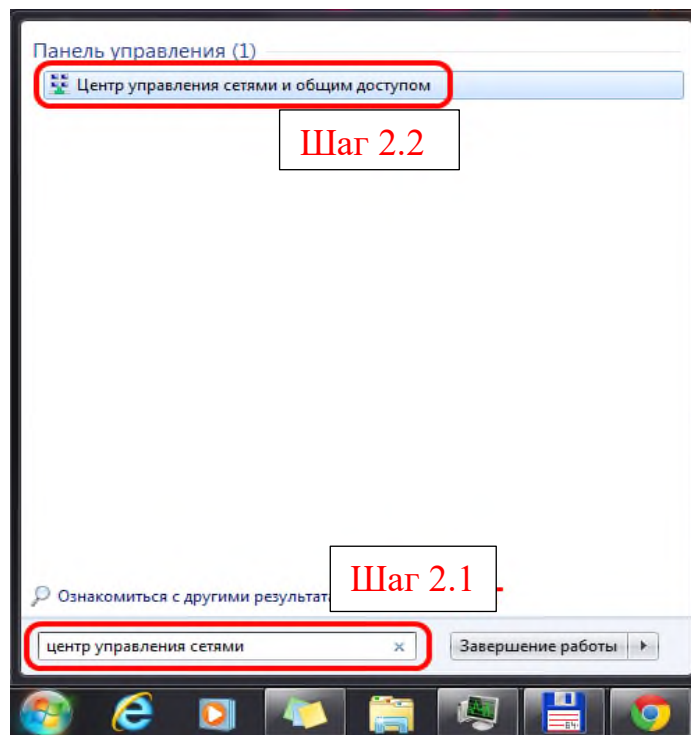 Панель управления (1)
Центр управления сетями и общим доступом
Шаг 2.2
Ознакомиться с другими
Шаг 2.1
центр управления сетями
Завершение работы
64